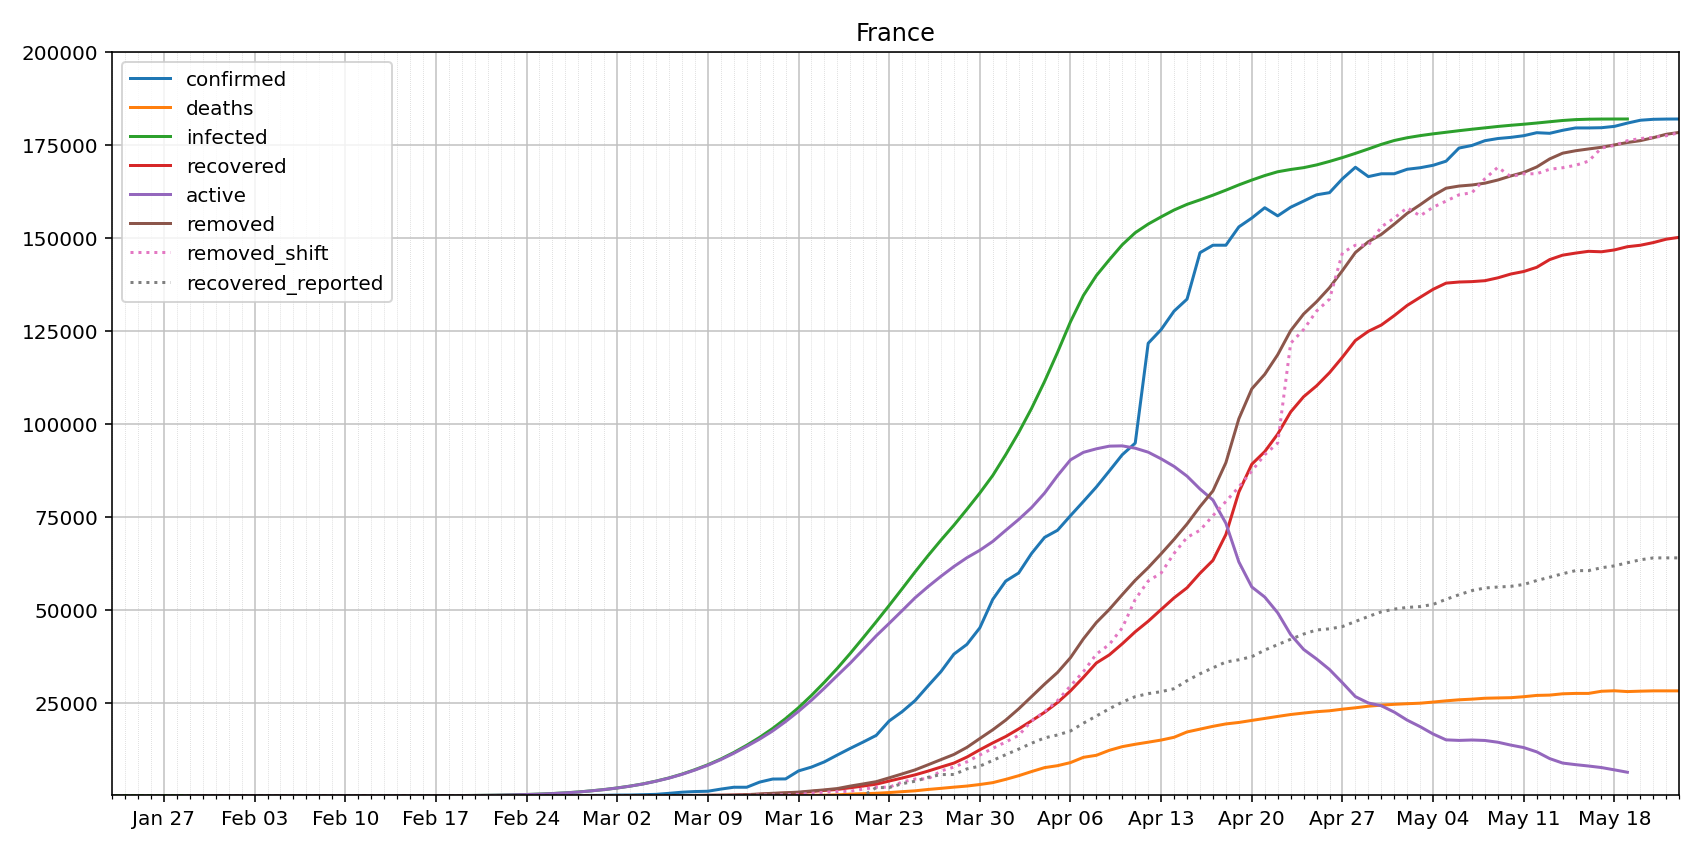 France
200000
175000
150000
125000
100000
75000
50000
25000
confirmed
deaths
infected
recovered
active
removed
removed_shift
recovered_reported
Jan 27 Feb 03 Feb 10 Feb 17 Feb 24 Mar 02 Mar 09 Mar 16 Mar 23 Mar 30 Apr 06 Apr 13 Apr 20 Apr 27 May 04 May 11 May 18